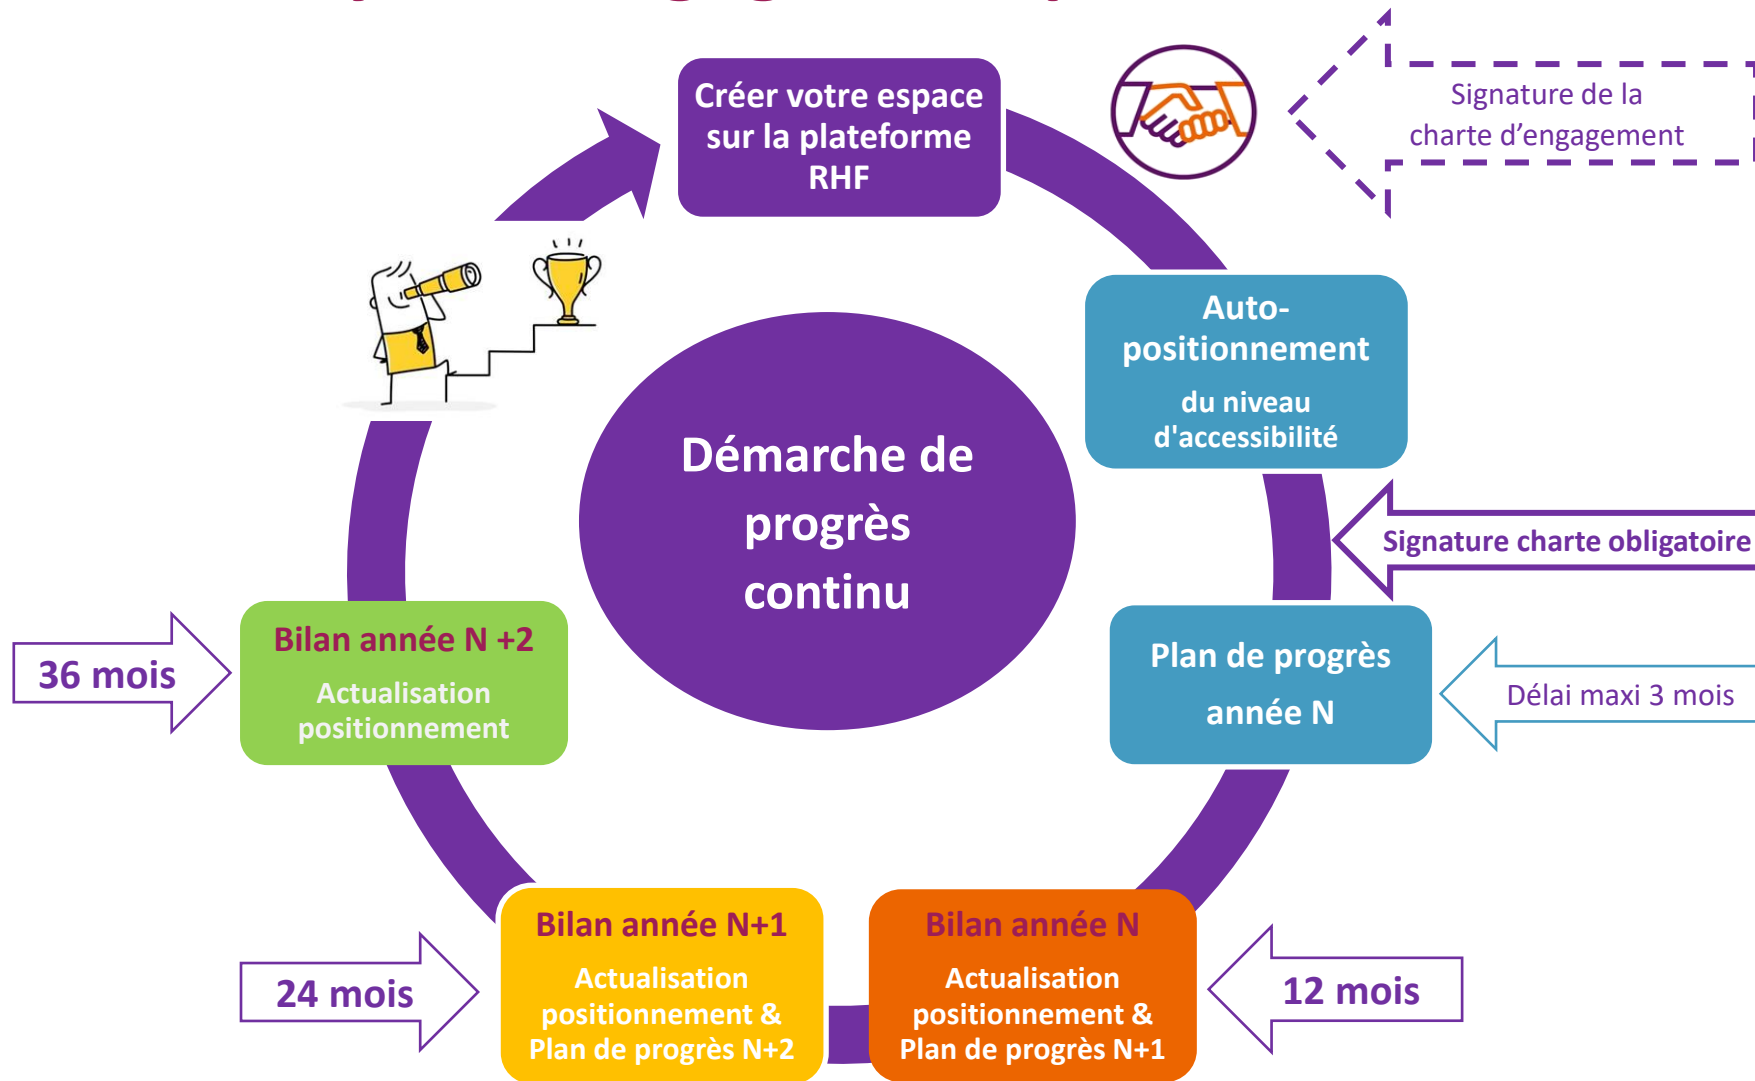 Créer votre espace
sur la plateforme
RHF
Signature de la
charte d’engagement
Auto-
positionnement
du niveau
d'accessibilité
Démarche de
progrès
continu
Signature charte obligatoire
Plan de progrès
année N
Délai maxi 3 mois
Bilan année N +2
Actualisation
positionnement
36 mois
Bilan année N+1
Actualisation
positionnement &
Plan de progrès N+2
24 mois
Bilan année N
Actualisation
positionnement &
Plan de progrès N+1
12 mois